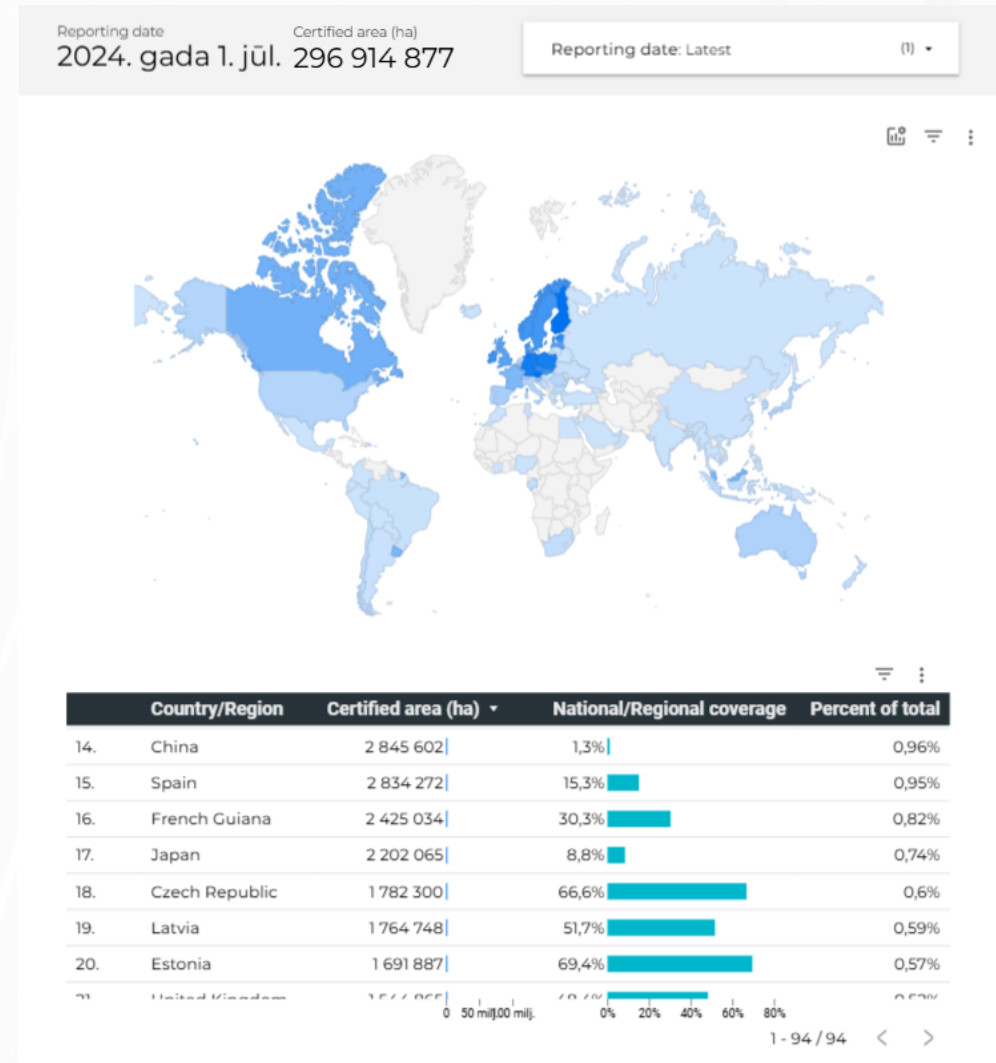 Reporting date
2024. gada 1. jūl.
Certified area (ha)
296 914 877
Reporting date: Latest (1)
Country/Region Certified area (ha) National/Regional coverage Percent of total
14. China 2 845 602 1,3% 0,96%
15. Spain 2 834 272 15,3% 0,95%
16. French Guiana 2 425 034 30,3% 0,82%
17. Japan 2 202 065 8,8% 0,74%
18. Czech Republic 1 782 300 66,6% 0,6%
19. Latvia 1 764 748 51,7% 0,59%
20. Estonia 1 691 887 69,4% 0,57%
United Kingdom
0 50 milj. 100 milj. 0% 20% 40% 60% 80%
1 - 94 / 94